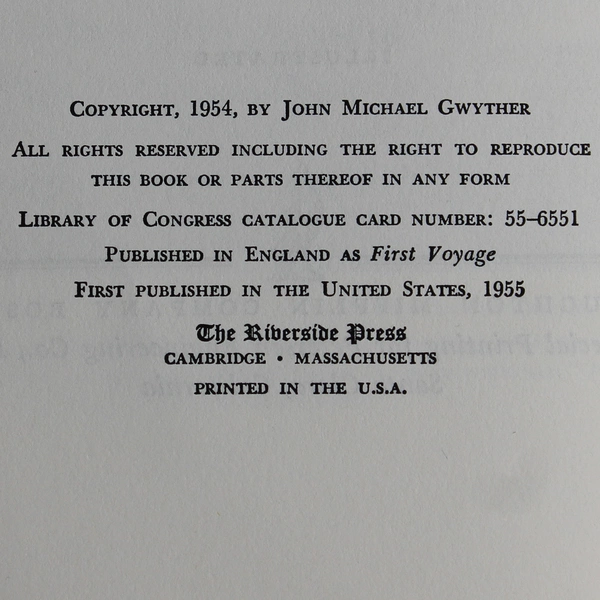 COPYRIGHT, 1954, BY JOHN MICHAEL GWYTHER
ALL RIGHTS RESERVED INCLUDING THE RIGHT TO REPRODUCE
THIS BOOK OR PARTS THEREOF IN ANY FORM
LIBRARY OF CONGRESS CATALOGUE CARD NUMBER: 55-6551
PUBLISHED IN ENGLAND AS First Voyage
FIRST PUBLISHED IN THE UNITED STATES, 1955
The Riverside Press
CAMBRIDGE • MASSACHUSETTS
PRINTED IN THE U.S.A.